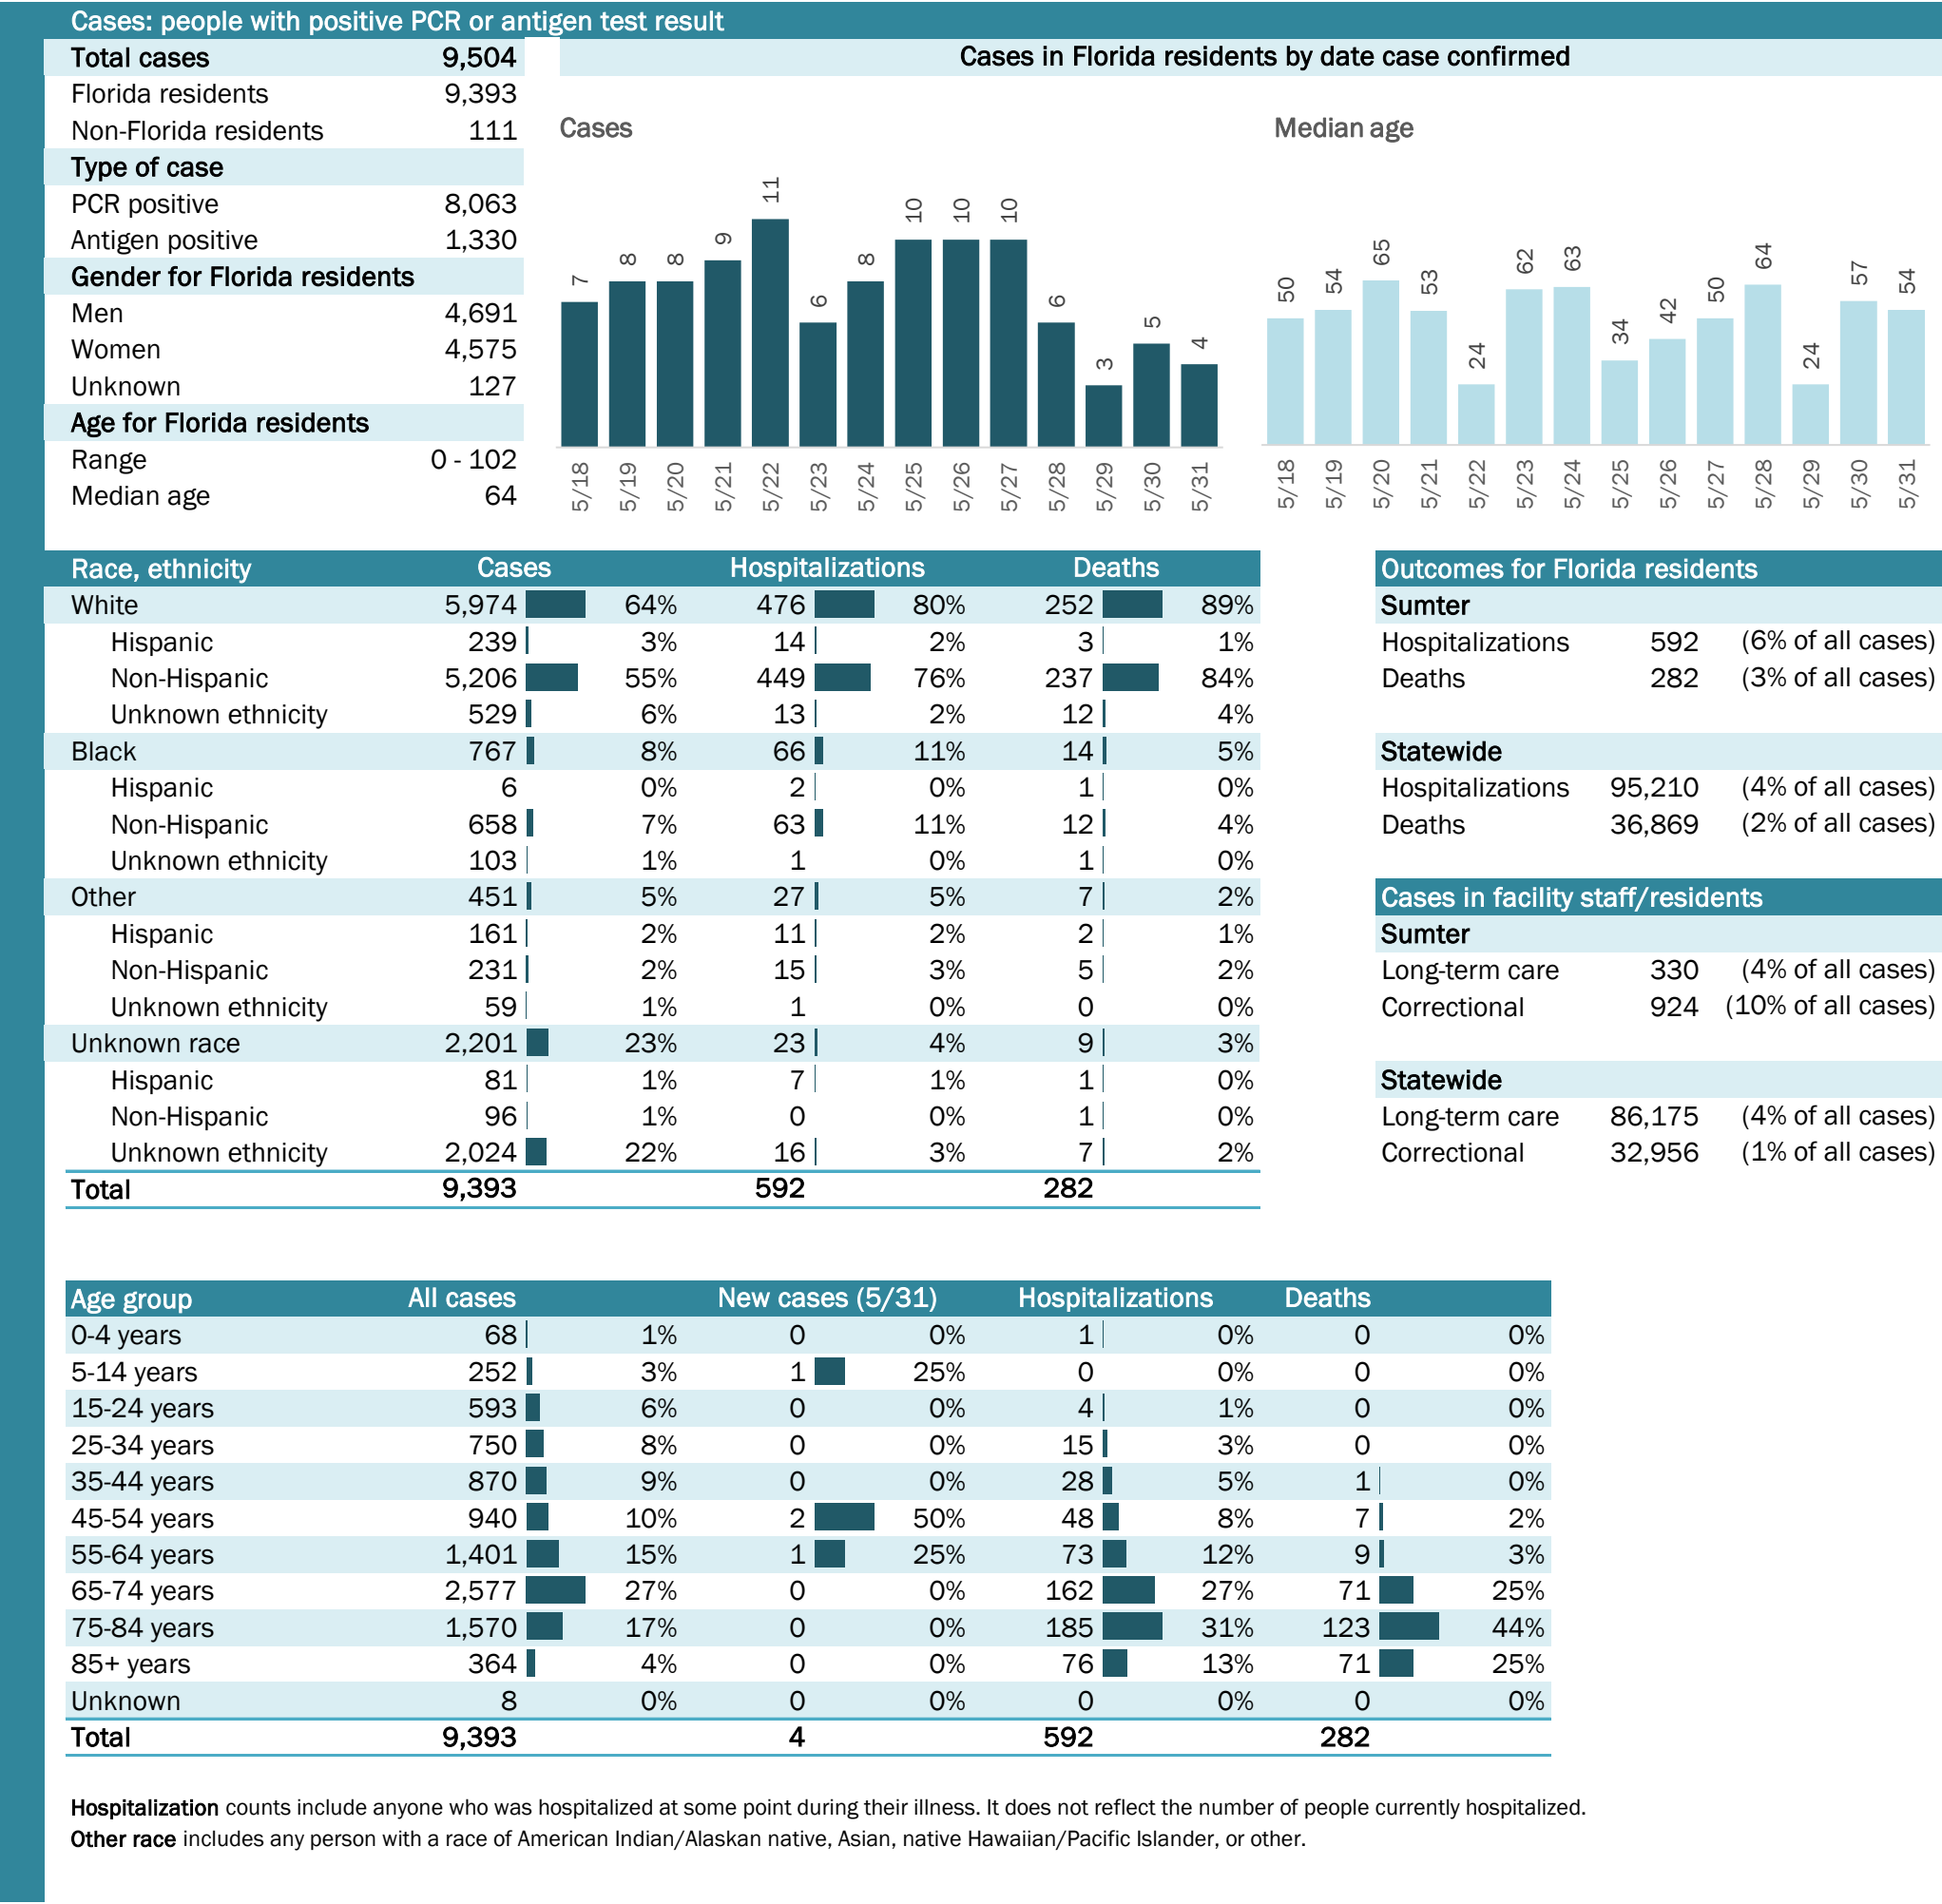 Cases: people with positive PCR or antigen test result
Total cases 9,504
Florida residents 9,393
Non-Florida residents 111
Type of case
PCR positive 8,063
Antigen positive 1,330
Gender for Florida residents
Men 4,691
Women 4,575
Unknown 127
Age for Florida residents
Range 0 - 102
Median age 64
Cases in Florida residents by date case confirmed
Cases
7 8 8 9 11 6 8 10 10 10 6 3 5 4
5/18 5/19 5/20 5/21 5/22 5/23 5/24 5/25 5/26 5/27 5/28 5/29 5/30 5/31
Median age
50 54 65 53 24 62 63 34 42 50 64 24 57 54
5/18 5/19 5/20 5/21 5/22 5/23 5/24 5/25 5/26 5/27 5/28 5/29 5/30 5/31
Race, ethnicity Cases Hospitalizations Deaths
White 5,974 64% 476 80% 252 89%
Hispanic 239 3% 14 2% 3 1%
Non-Hispanic 5,206 55% 449 76% 237 84%
Unknown ethnicity 529 6% 13 2% 12 4%
Black 767 8% 66 11% 14 5%
Hispanic 6 0% 2 0% 1 0%
Non-Hispanic 658 7% 63 11% 12 4%
Unknown ethnicity 103 1% 1 0% 1 0%
Other 451 5% 27 5% 7 2%
Hispanic 161 2% 11 2% 2 1%
Non-Hispanic 231 2% 15 3% 5 2%
Unknown ethnicity 59 1% 1 0% 0 0%
Unknown race 2,201 23% 23 4% 9 3%
Hispanic 81 1% 7 1% 1 0%
Non-Hispanic 96 1% 0 0% 1 0%
Unknown ethnicity 2,024 22% 16 3% 7 2%
Total 9,393 592 282
Outcomes for Florida residents
Sumter
Hospitalizations 592 (6% of all cases)
Deaths 282 (3% of all cases)
Statewide
Hospitalizations 95,210 (4% of all cases)
Deaths 36,869 (2% of all cases)
Cases in facility staff/residents
Sumter
Long-term care 330 (4% of all cases)
Correctional 924 (10% of all cases)
Statewide
Long-term care 86,175 (4% of all cases)
Correctional 32,956 (1% of all cases)
Age group All cases New cases (5/31) Hospitalizations Deaths
0-4 years 68 1% 0 0% 1 0% 0 0%
5-14 years 252 3% 1 25% 0 0% 0 0%
15-24 years 593 6% 0 0% 4 1% 0 0%
25-34 years 750 8% 0 0% 15 3% 0 0%
35-44 years 870 9% 0 0% 28 5% 1 0%
45-54 years 940 10% 2 50% 48 8% 7 2%
55-64 years 1,401 15% 1 25% 73 12% 9 3%
65-74 years 2,577 27% 0 0% 162 27% 71 25%
75-84 years 1,570 17% 0 0% 185 31% 123 44%
85+ years 364 4% 0 0% 76 13% 71 25%
Unknown 8 0% 0 0% 0 0% 0 0%
Total 9,393 4 592 282
Hospitalization counts include anyone who was hospitalized at some point during their illness. It does not reflect the number of people currently hospitalized.
Other race includes any person with a race of American Indian/Alaskan native, Asian, native Hawaiian/Pacific Islander, or other.